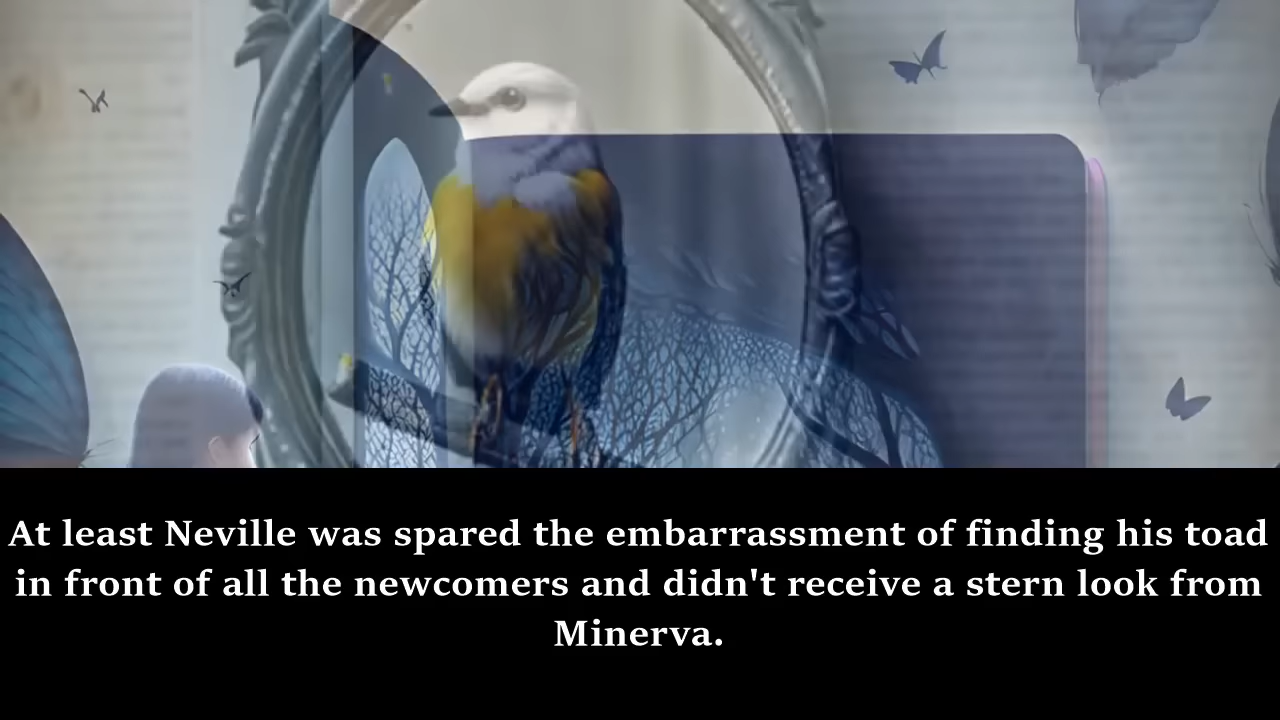 At least Neville was spared the embarrassment of finding his toad
in front of all the newcomers and didn't receive a stern look from
Minerva.